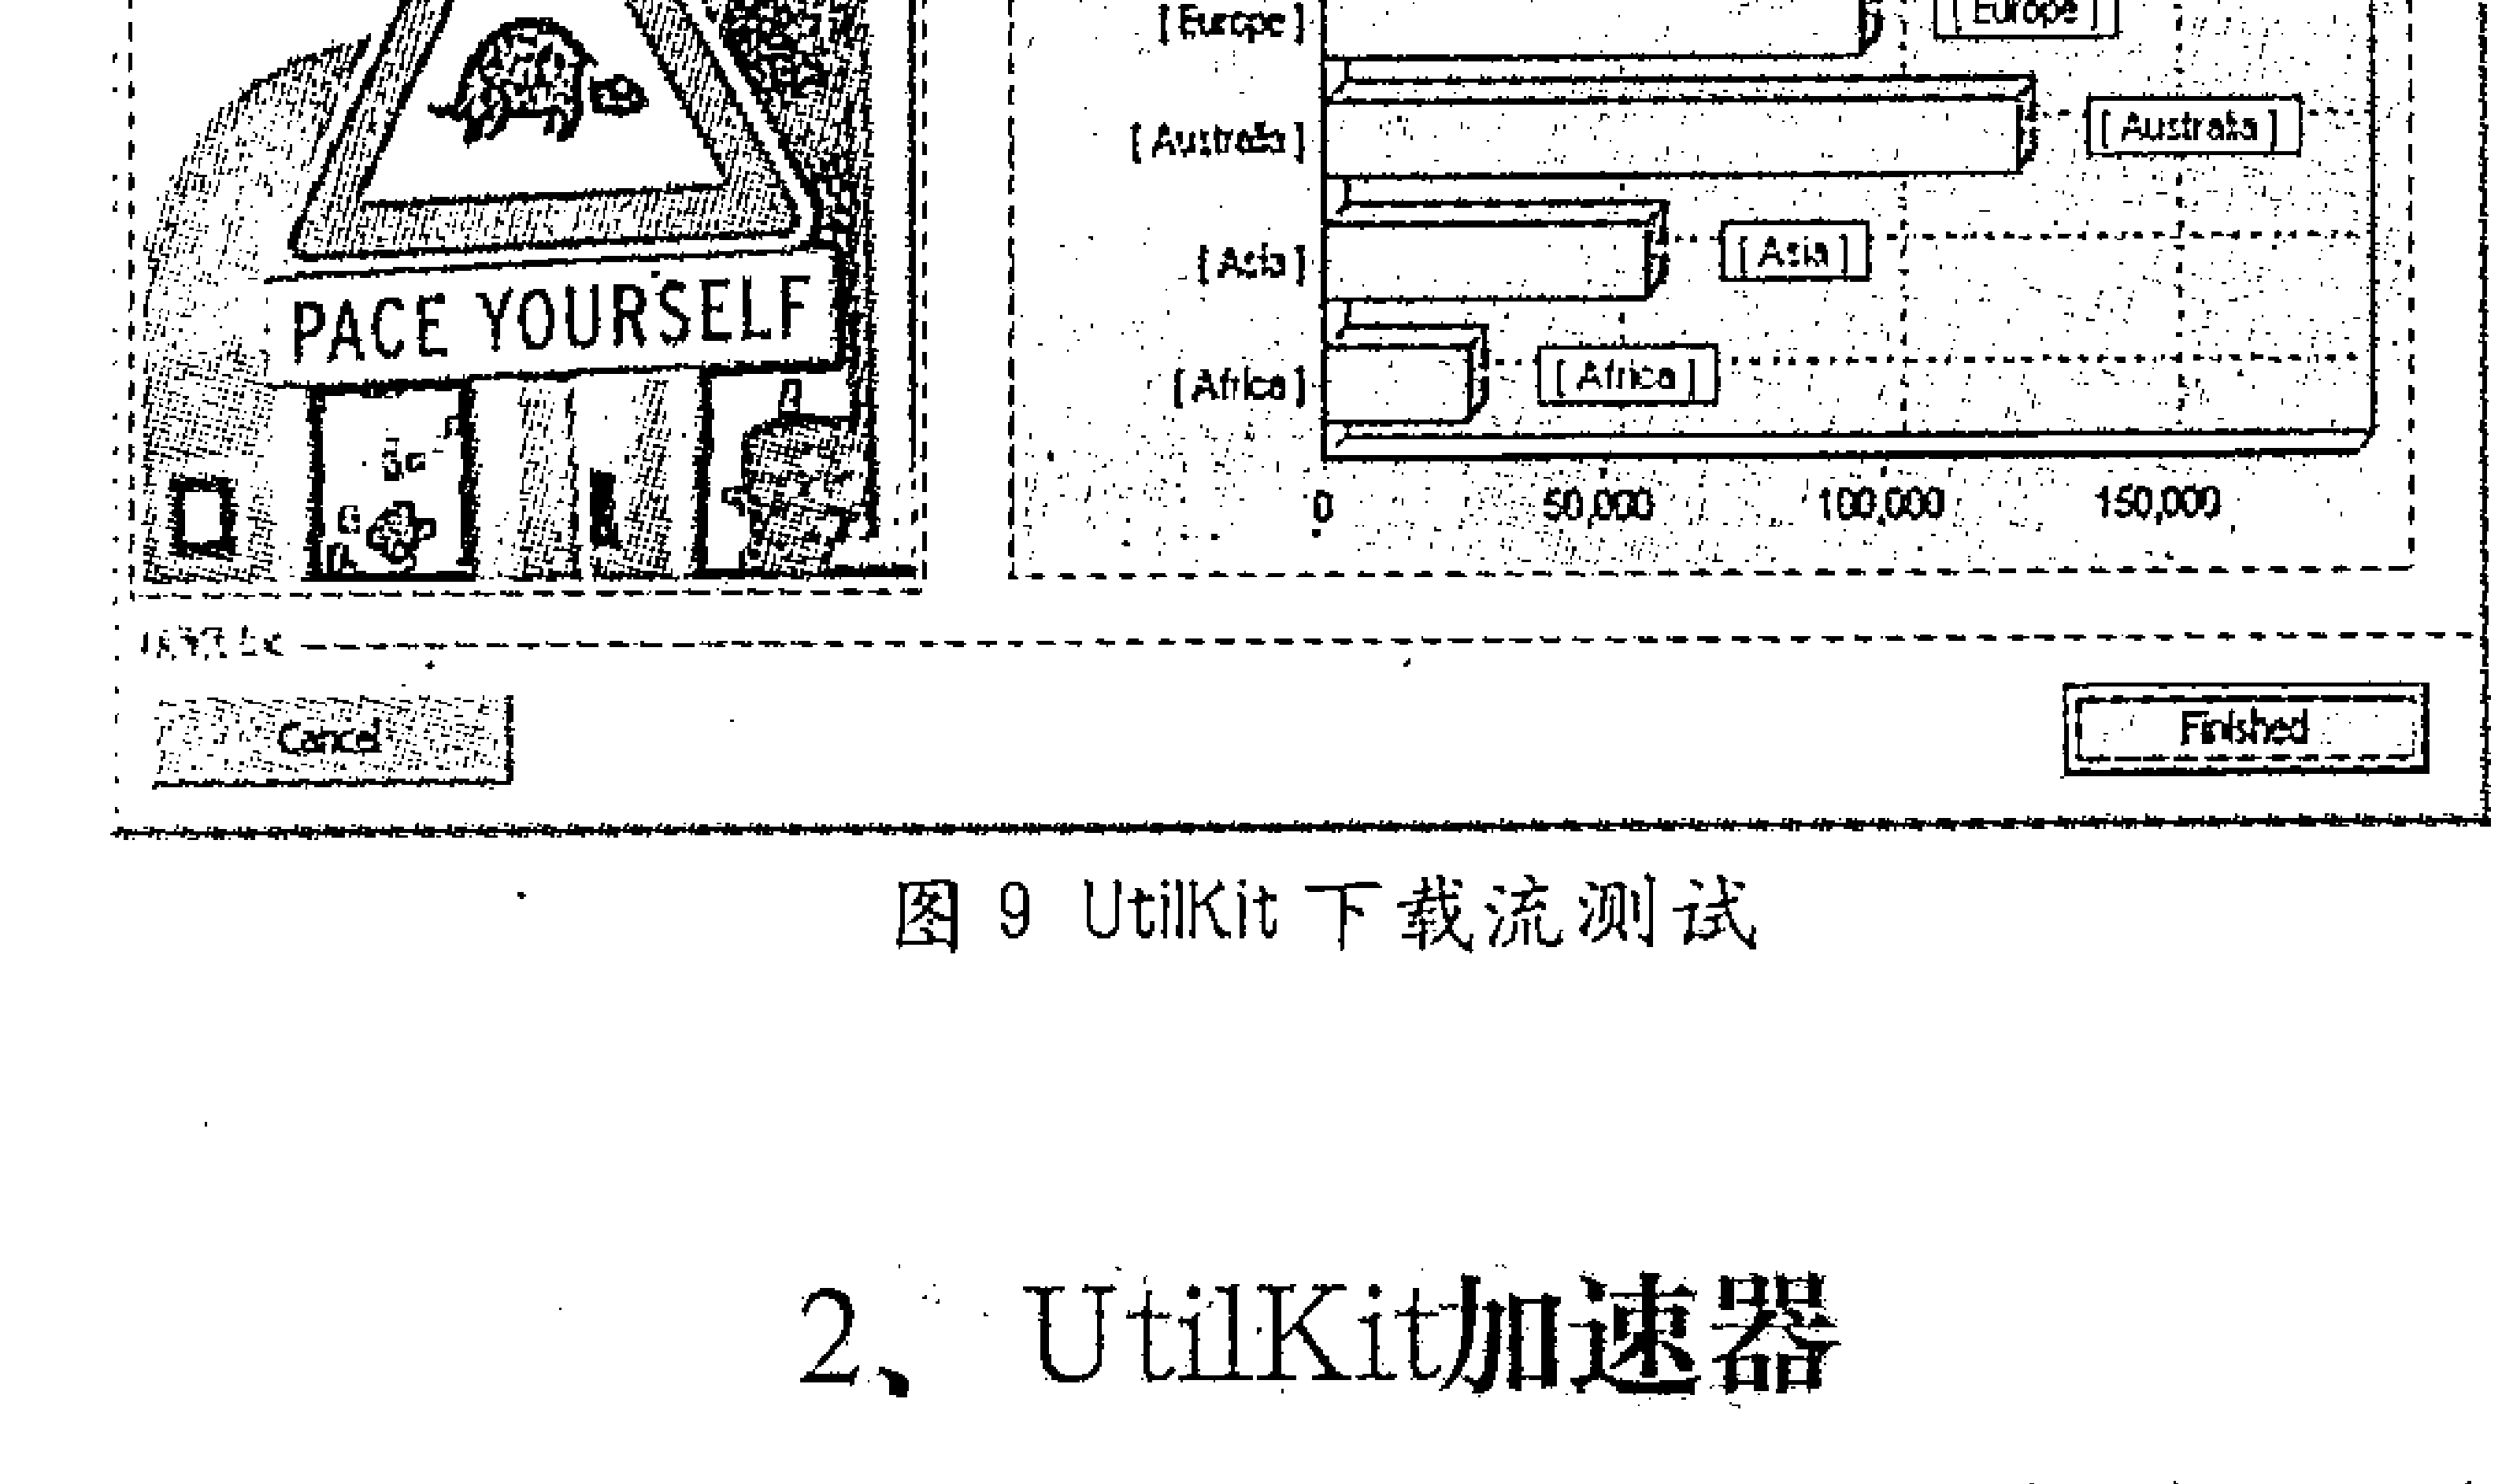 [ Europe ]
[ Europe ]
[ Australia ]
[ Australia ]
[ Asia ]
[ Asia ]
PACE YOURSELF
[ Africa ]
[ Africa ]
0
50,000
100,000
150,000
Cancel
Finished
图 9 UtilKit 下载流测试
2、 UtilKit加速器